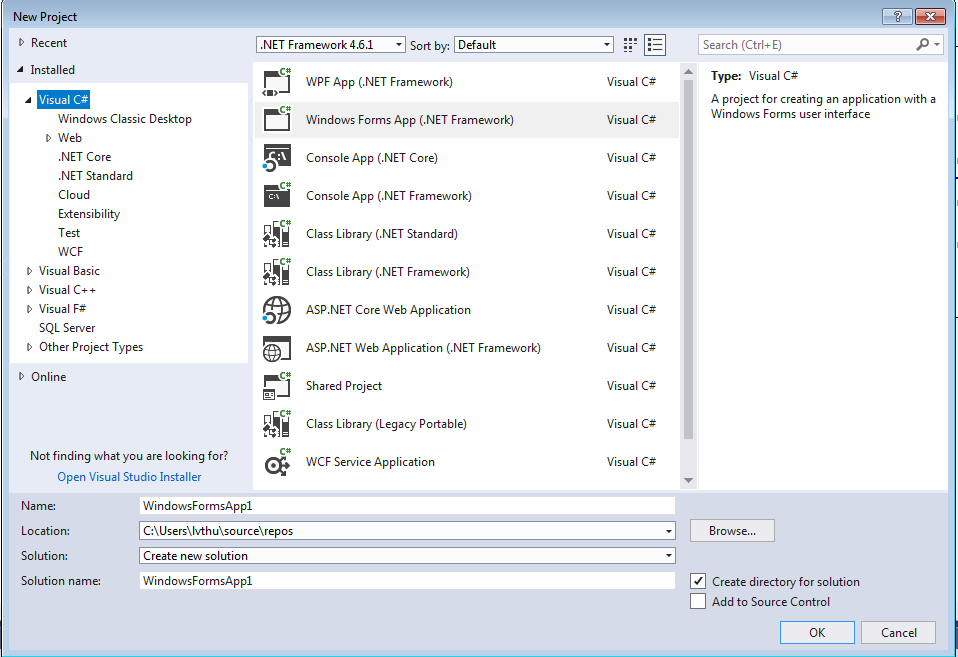 New Project
Recent
.NET Framework 4.6.1
Sort by:
Default
Search (Ctrl+E)
Installed
Visual C#
Windows Classic Desktop
Web
.NET Core
.NET Standard
Cloud
Extensibility
Test
WCF
Visual Basic
Visual C++
Visual F#
SQL Server
Other Project Types
Online
Not finding what you are looking for?
Open Visual Studio Installer
WPF App (.NET Framework) Visual C#
Windows Forms App (.NET Framework) Visual C#
Console App (.NET Core) Visual C#
Console App (.NET Framework) Visual C#
Class Library (.NET Standard) Visual C#
Class Library (.NET Framework) Visual C#
ASP.NET Core Web Application Visual C#
ASP.NET Web Application (.NET Framework) Visual C#
Shared Project Visual C#
Class Library (Legacy Portable) Visual C#
WCF Service Application Visual C#
Type: Visual C#
A project for creating an application with a
Windows Forms user interface
Name: WindowsFormsApp1
Location: C:\Users\lvthu\source\repos
Browse...
Solution: Create new solution
Solution name: WindowsFormsApp1
Create directory for solution
Add to Source Control
OK
Cancel